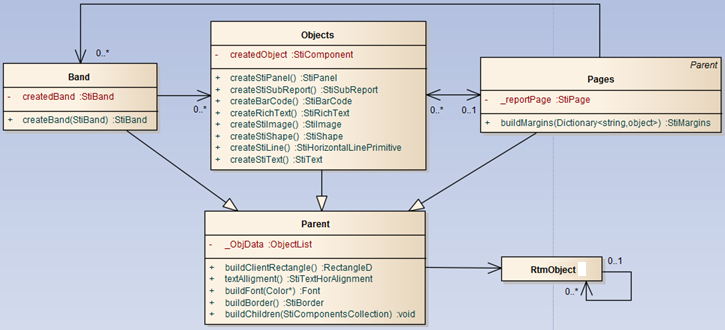 0..*
Band
- createdBand :StiBand
+ createBand(StiBand) :StiBand
0..*
Objects
- createdObject :StiComponent
+ createStiPanel() :StiPanel
+ createStiSubReport() :StiSubReport
+ createBarCode() :StiBarCode
+ createRichText() :StiRichText
+ createStiImage() :StiImage
+ createStiShape() :StiShape
+ createStiLine() :StiHorizontalLinePrimitive
+ createStiText() :StiText
0..*
0..1
Parent
Pages
- _reportPage :StiPage
+ buildMargins(Dictionary<string,object>) :StiMargins
Parent
- _ObjData :ObjectList
+ buildClientRectangle() :RectangleD
+ textAlligment() :StiTextHorAlignment
+ buildFont(Color*) :Font
+ buildBorder() :StiBorder
+ buildChildren(StiComponentsCollection) :void
RtmObject
0..1
0..*